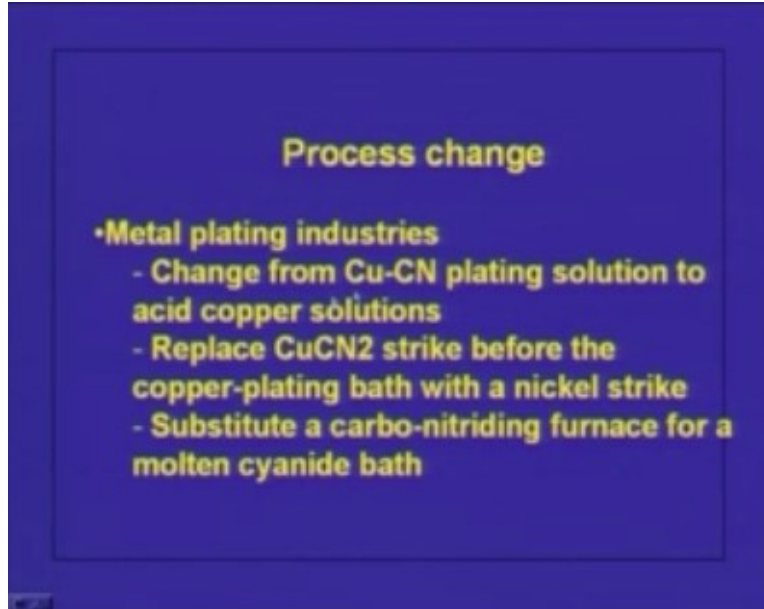 Process change
•Metal plating industries
- Change from Cu-CN plating solution to
acid copper solutions
- Replace CuCN2 strike before the
copper-plating bath with a nickel strike
- Substitute a carbo-nitriding furnace for a
molten cyanide bath